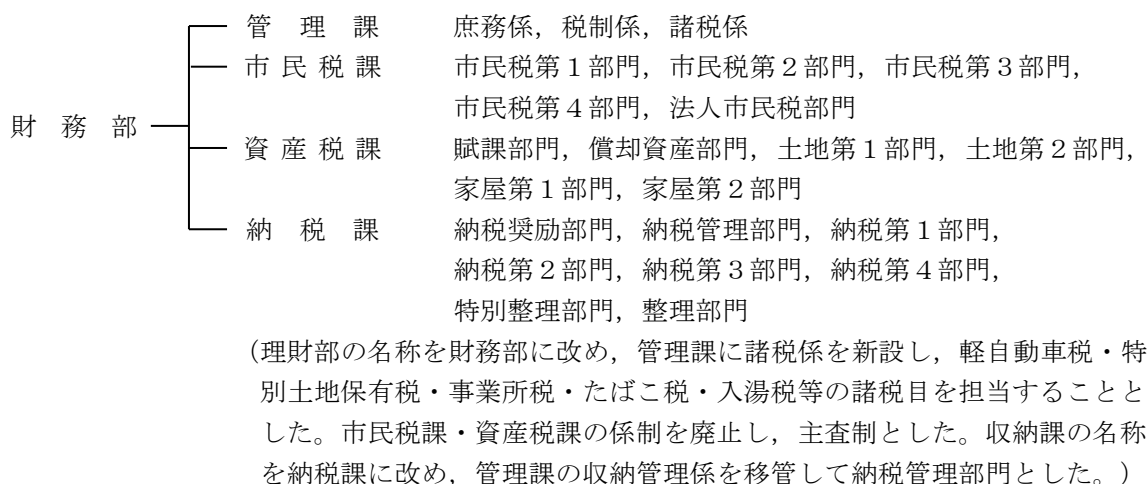 管理課 庶務係，税制係，諸税係
市民税課 市民税第１部門，市民税第２部門，市民税第３部門，
市民税第４部門，法人市民税部門
財務部
資産税課 賦課部門，償却資産部門，土地第１部門，土地第２部門，
家屋第１部門，家屋第２部門
納税課 納税奨励部門，納税管理部門，納税第１部門，
納税第２部門，納税第３部門，納税第４部門，
特別整理部門，整理部門
（理財部の名称を財務部に改め，管理課に諸税係を新設し，軽自動車税・特
別土地保有税・事業所税・たばこ税・入湯税等の諸税目を担当することと
した。市民税課・資産税課の係制を廃止し，主査制とした。収納課の名称
を納税課に改め，管理課の収納管理係を移管して納税管理部門とした。）